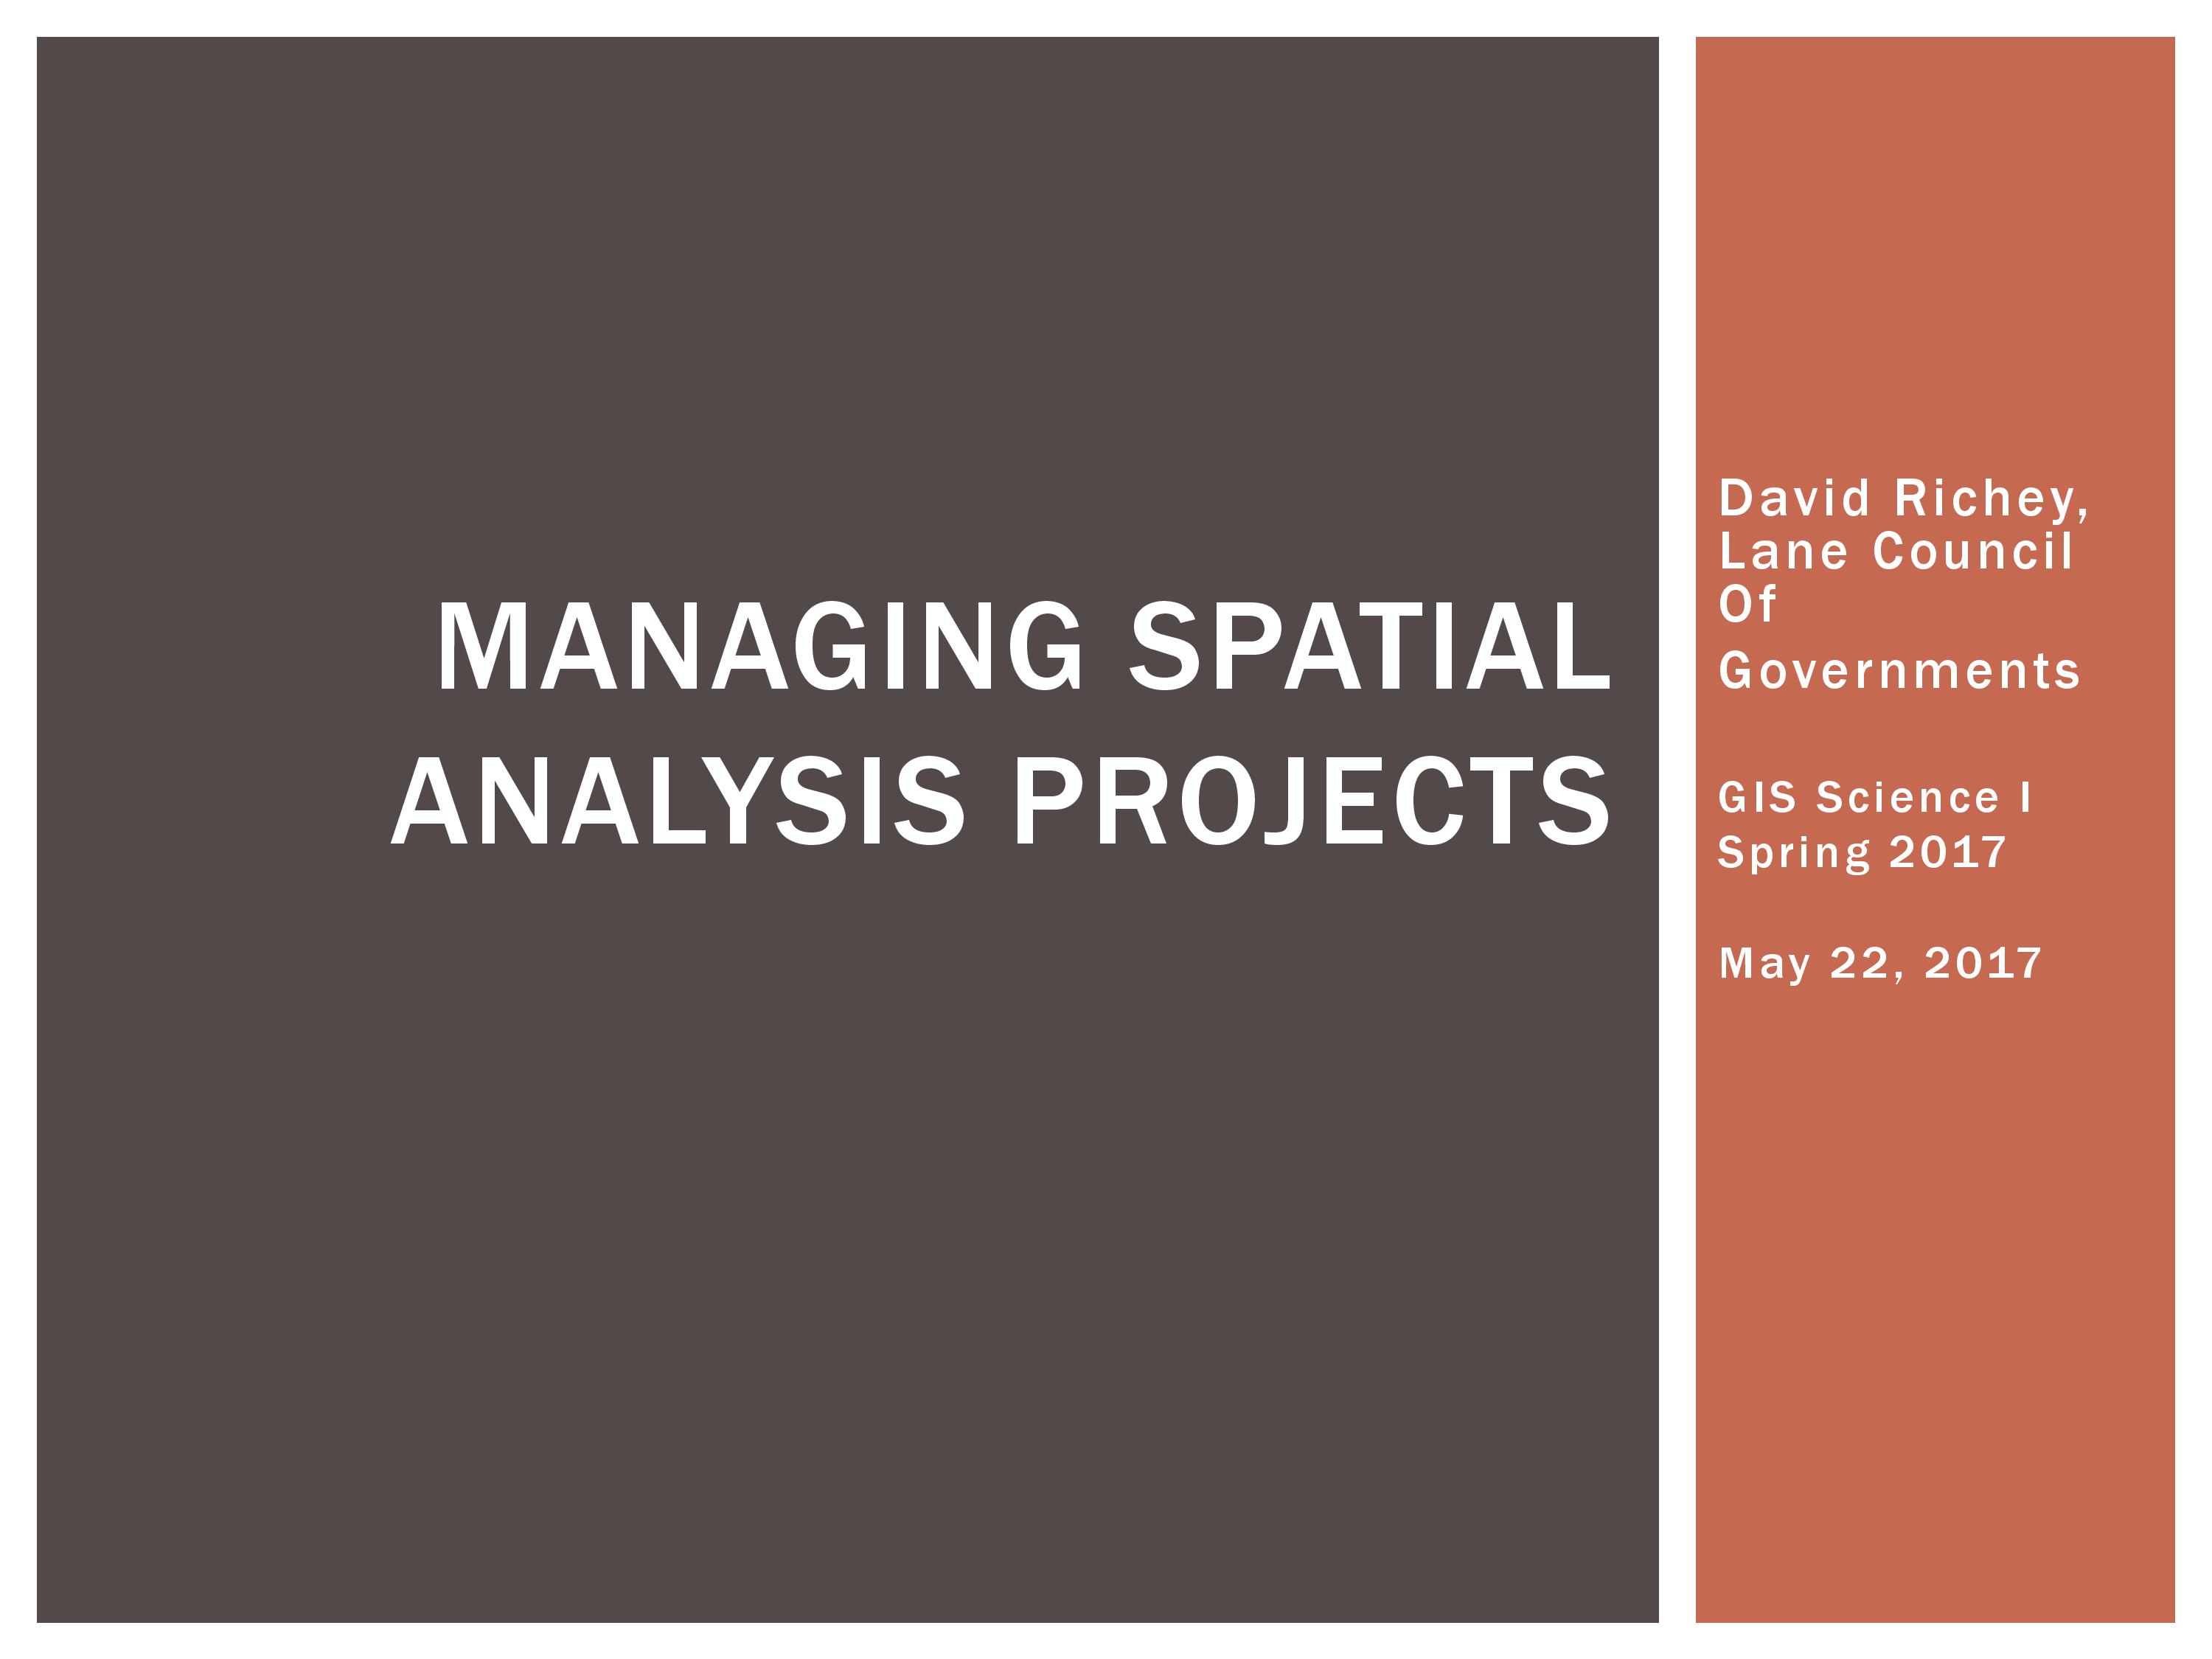 MANAGING SPATIAL
ANALYSIS PROJECTS
David Richey,
Lane Council
Of
Governments
GIS Science I
Spring 2017
May 22, 2017